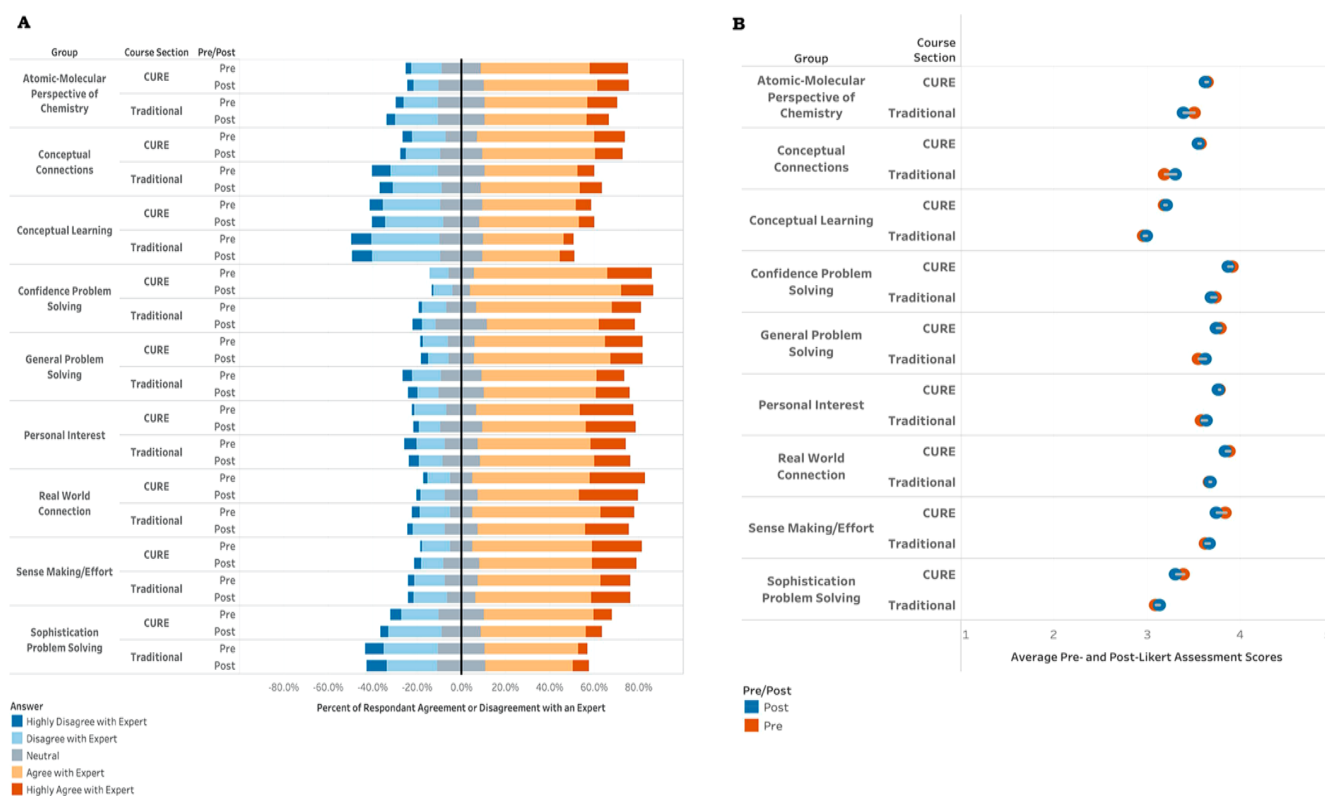 A
Group Course Section Pre/Post
Atomic-Molecular
Perspective of
Chemistry
CURE
Pre
Post
Traditional
Pre
Post
Conceptual
Connections
CURE
Pre
Post
Traditional
Pre
Post
Conceptual Learning
CURE
Pre
Post
Traditional
Pre
Post
Confidence Problem
Solving
CURE
Pre
Post
Traditional
Pre
Post
General Problem
Solving
CURE
Pre
Post
Traditional
Pre
Post
Personal Interest
CURE
Pre
Post
Traditional
Pre
Post
Real World
Connection
CURE
Pre
Post
Traditional
Pre
Post
Sense Making/Effort
CURE
Pre
Post
Traditional
Pre
Post
Sophistication
Problem Solving
CURE
Pre
Post
Traditional
Pre
Post
-80.0% -60.0% -40.0% -20.0% 0.0% 20.0% 40.0% 60.0% 80.0%
Percent of Respondant Agreement or Disagreement with an Expert
Answer
Highly Disagree with Expert
Disagree with Expert
Neutral
Agree with Expert
Highly Agree with Expert
B
Group
Course
Section
Atomic-Molecular
Perspective of
Chemistry
CURE
Traditional
Conceptual
Connections
CURE
Traditional
Conceptual Learning
CURE
Traditional
Confidence Problem
Solving
CURE
Traditional
General Problem
Solving
CURE
Traditional
Personal Interest
CURE
Traditional
Real World
Connection
CURE
Traditional
Sense Making/Effort
CURE
Traditional
Sophistication
Problem Solving
CURE
Traditional
1 2 3 4
Average Pre- and Post-Likert Assessment Scores
Pre/Post
Post
Pre